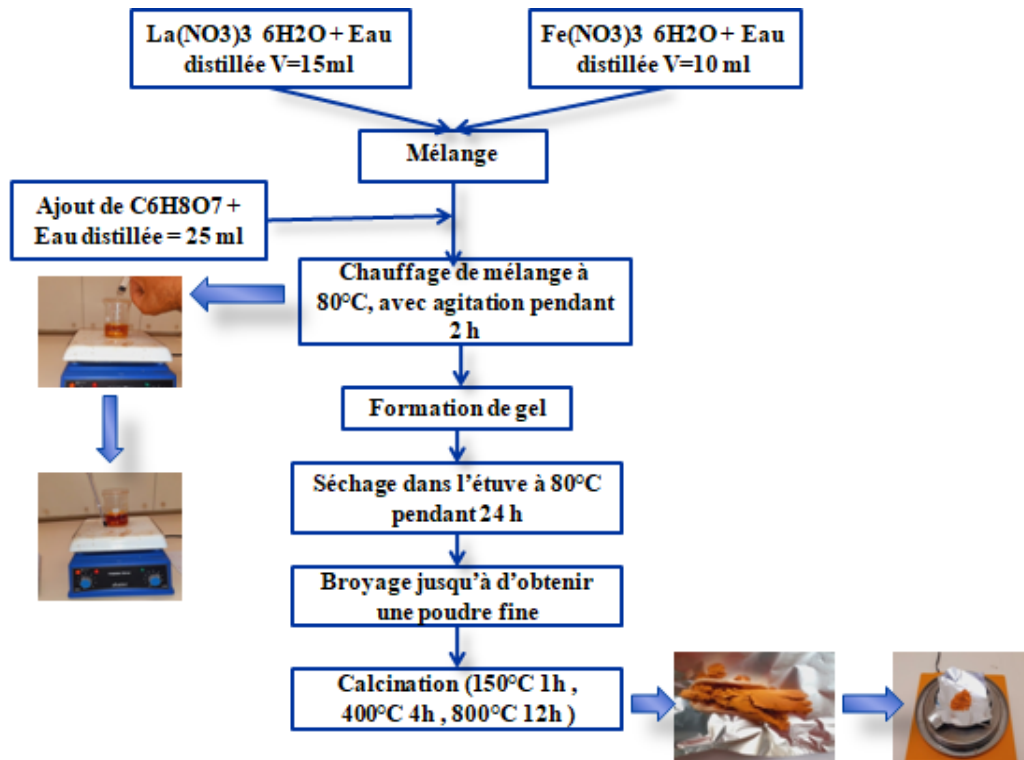 La(NO3)3 6H2O + Eau
distillée V=15ml
Fe(NO3)3 6H2O + Eau
distillée V=10 ml
Mélange
Ajout de C6H8O7 +
Eau distillée = 25 ml
Chauffage de mélange à
80°C, avec agitation pendant
2 h
Formation de gel
Séchage dans l’étuve à 80°C
pendant 24 h
Broyage jusqu’à d’obtenir
une poudre fine
Calcination (150°C 1h ,
400°C 4h , 800°C 12h )